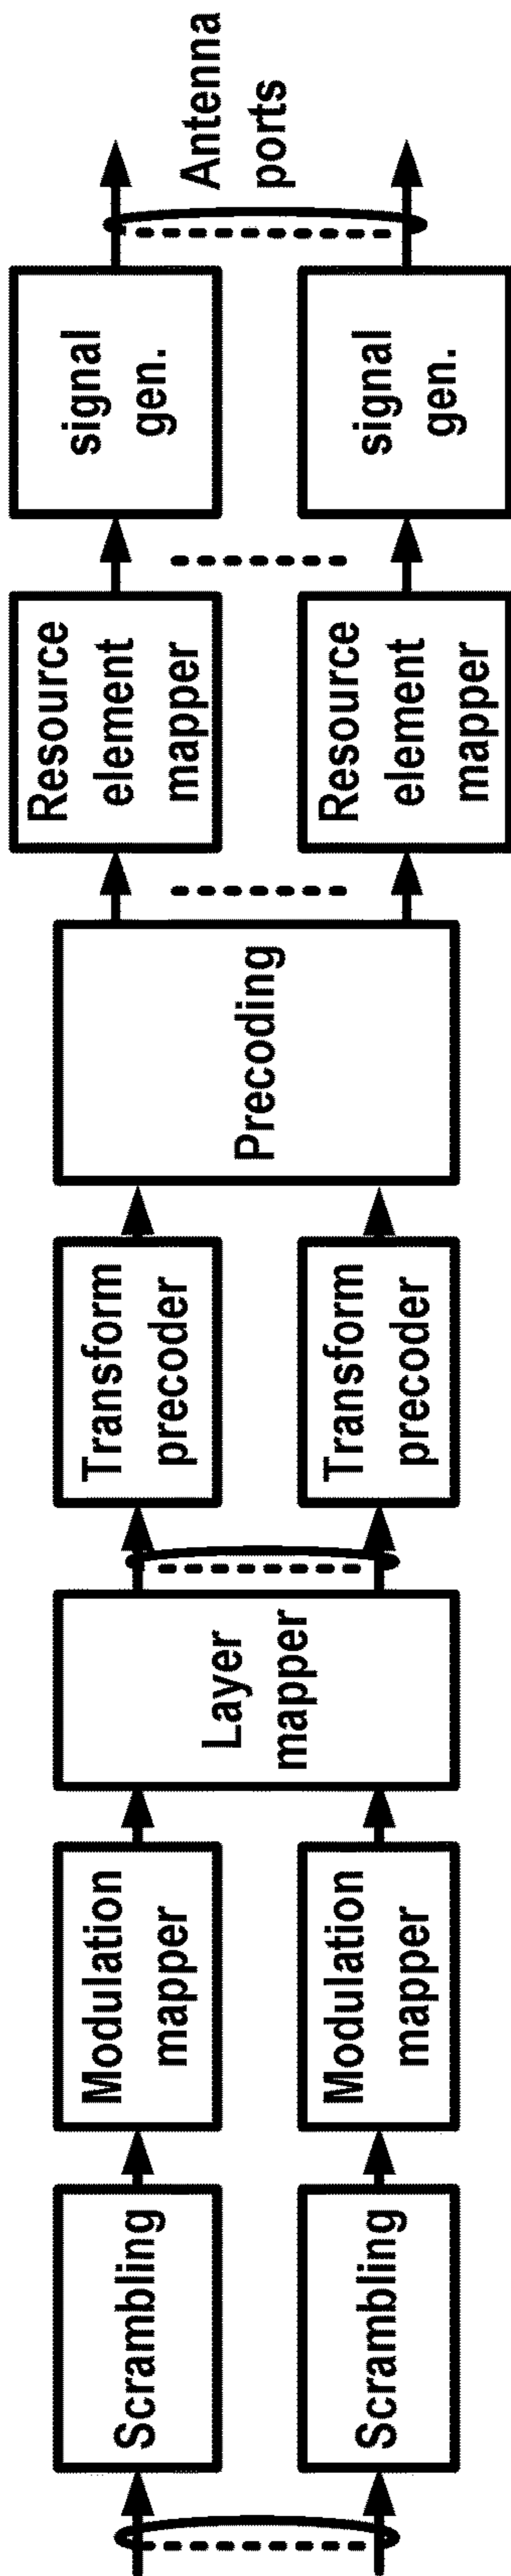 Scrambling
Scrambling
Modulation
mapper
Modulation
mapper
Layer
mapper
Transform
precoder
Transform
precoder
Precoding
Resource
element
mapper
Resource
element
mapper
signal
gen.
signal
gen.
Antenna
ports